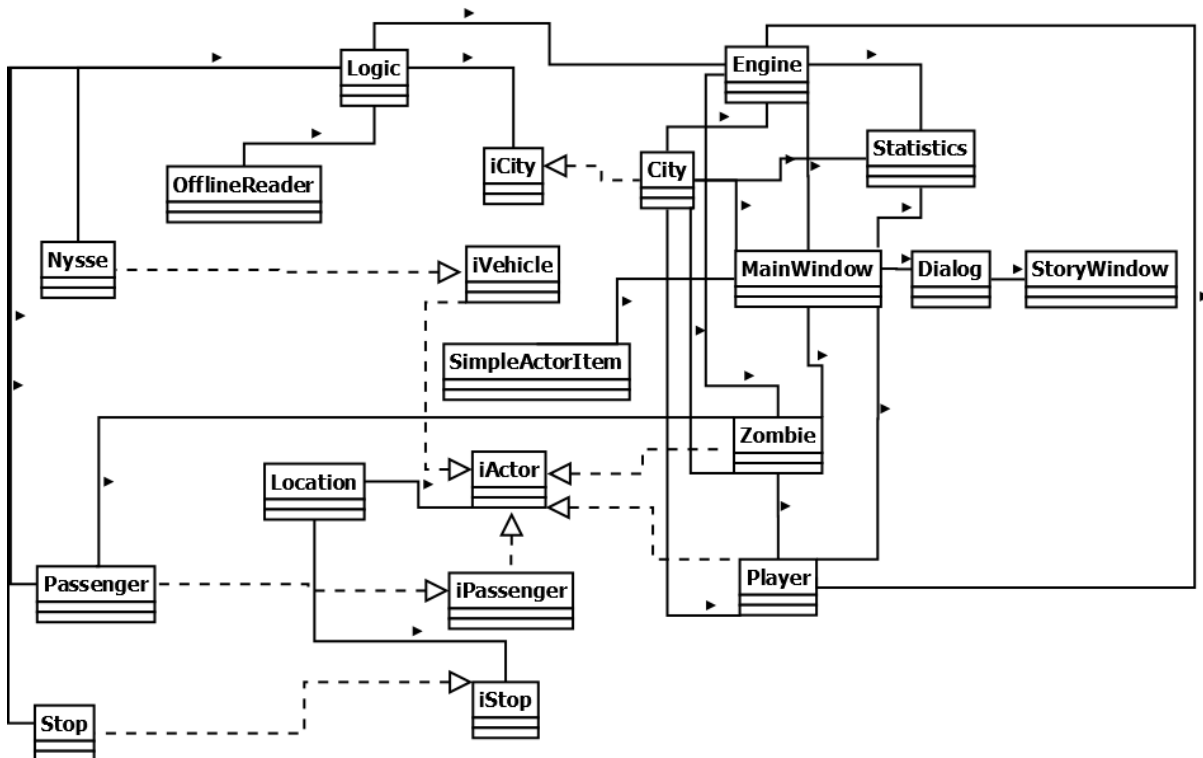 Logic
Engine
Statistics
iCity
City
OfflineReader
Nysse
iVehicle
MainWindow
Dialog
StoryWindow
SimpleActorItem
Zombie
iActor
Location
Passenger
iPassenger
Player
iStop
Stop